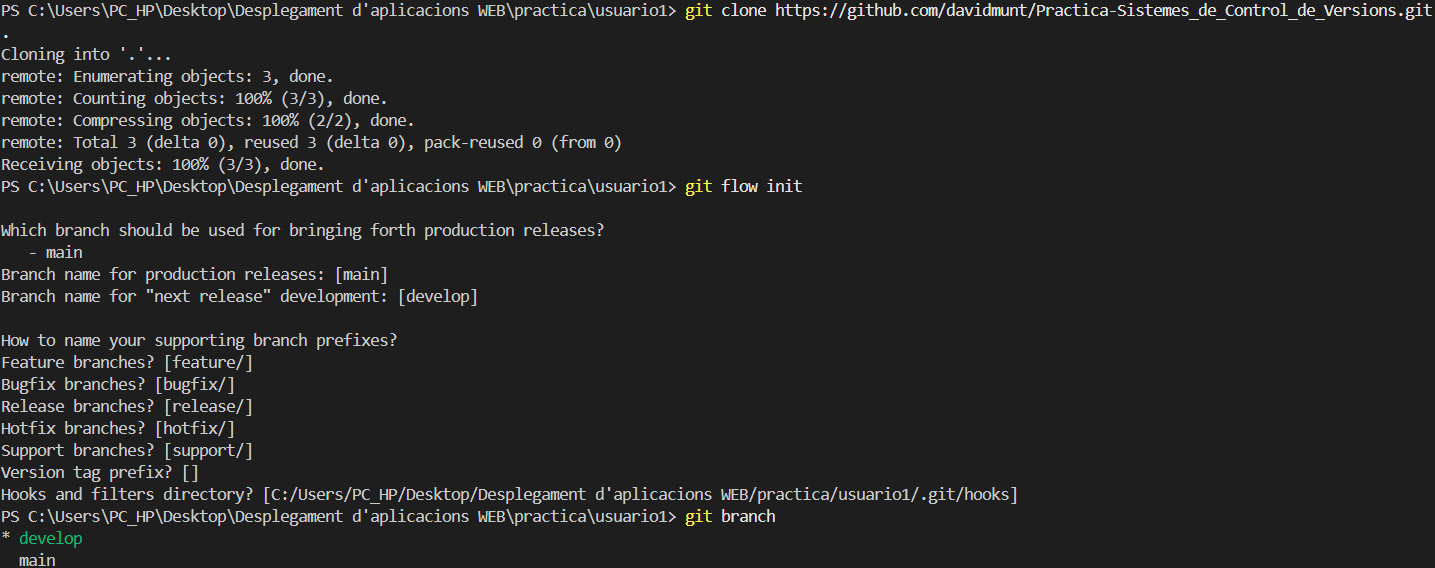 PS C:\Users\PC_HP\Desktop\Desplegament d'aplicacions WEB\practica\usuario1> git clone https://github.com/davidmunt/Practica-Sistemes_de_Control_de_Versions.git
.
Cloning into '.'...
remote: Enumerating objects: 3, done.
remote: Counting objects: 100% (3/3), done.
remote: Compressing objects: 100% (2/2), done.
remote: Total 3 (delta 0), reused 3 (delta 0), pack-reused 0 (from 0)
Receiving objects: 100% (3/3), done.
PS C:\Users\PC_HP\Desktop\Desplegament d'aplicacions WEB\practica\usuario1> git flow init

Which branch should be used for bringing forth production releases?
   - main
Branch name for production releases: [main]
Branch name for "next release" development: [develop]

How to name your supporting branch prefixes?
Feature branches? [feature/]
Bugfix branches? [bugfix/]
Release branches? [release/]
Hotfix branches? [hotfix/]
Support branches? [support/]
Version tag prefix? []
Hooks and filters directory? [C:/Users/PC_HP/Desktop/Desplegament d'aplicacions WEB/practica/usuario1/.git/hooks]
PS C:\Users\PC_HP\Desktop\Desplegament d'aplicacions WEB\practica\usuario1> git branch
* develop
  main